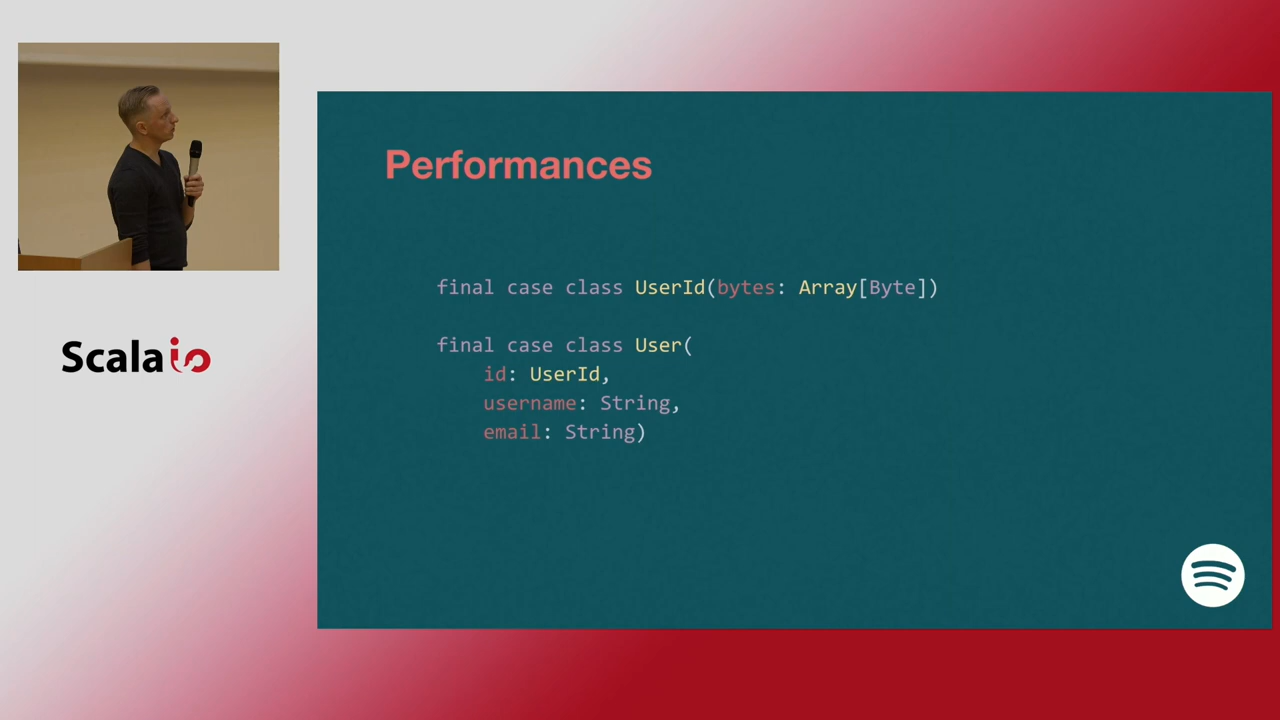 Performances
final case class UserId(bytes: Array[Byte])
final case class User(
id: UserId,
username: String,
email: String)
Scala io